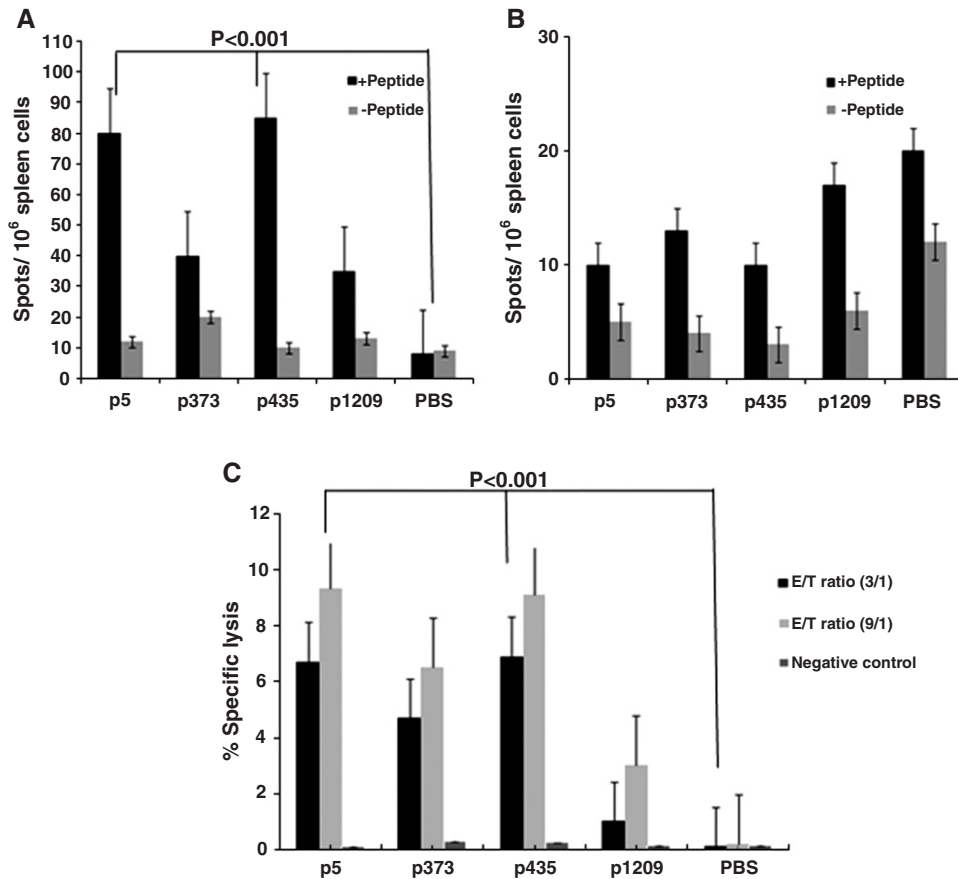 A
P<0.001
110
100
90
80
70
60
50
40
30
20
10
0
Spots/ 10⁶ spleen cells
+Peptide
-Peptide
p5 p373 p435 p1209 PBS
B
30
20
10
0
Spots/ 10⁶ spleen cells
+Peptide
-Peptide
p5 p373 p435 p1209 PBS
C
P<0.001
12
10
8
6
4
2
0
% Specific lysis
E/T ratio (3/1)
E/T ratio (9/1)
Negative control
p5 p373 p435 p1209 PBS